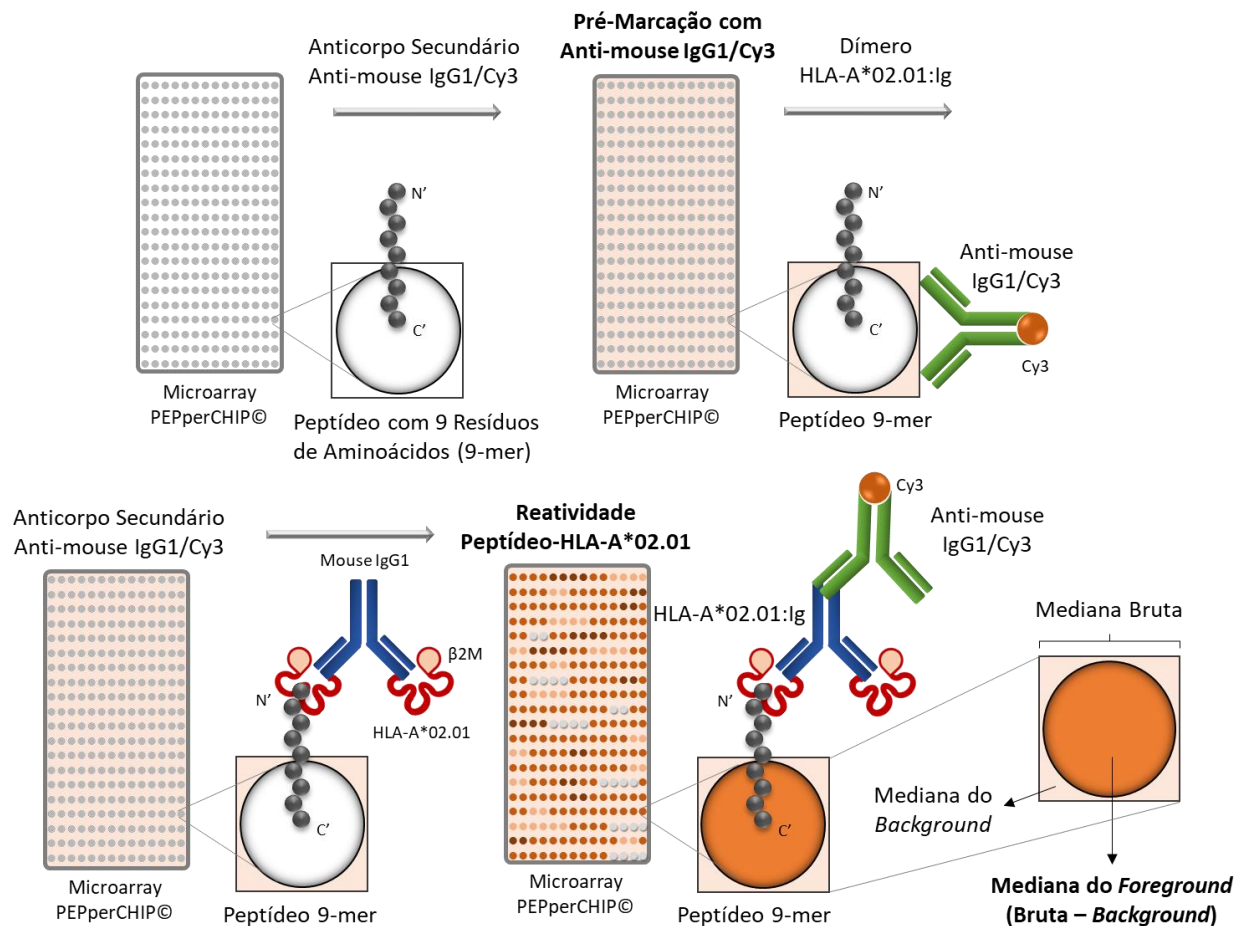 Anticorpo Secundário
Anti-mouse IgG1/Cy3
Pré-Marcação com
Anti-mouse IgG1/Cy3
Dímero
HLA-A*02.01:Ig
N'
C'
Microarray
PEPperCHIP©
Peptídeo com 9 Resíduos
de Aminoácidos (9-mer)
N'
C'
Anti-mouse
IgG1/Cy3
Cy3
Microarray
PEPperCHIP©
Peptídeo 9-mer
Anticorpo Secundário
Anti-mouse IgG1/Cy3
Mouse IgG1
β2M
N'
HLA-A*02.01
C'
Microarray
PEPperCHIP©
Peptídeo 9-mer
Reatividade
Peptídeo-HLA-A*02.01
Cy3
Anti-mouse
IgG1/Cy3
HLA-A*02.01:Ig
N'
C'
Microarray
PEPperCHIP©
Peptídeo 9-mer
Mediana Bruta
Mediana do
Background
Mediana do Foreground
(Bruta – Background)